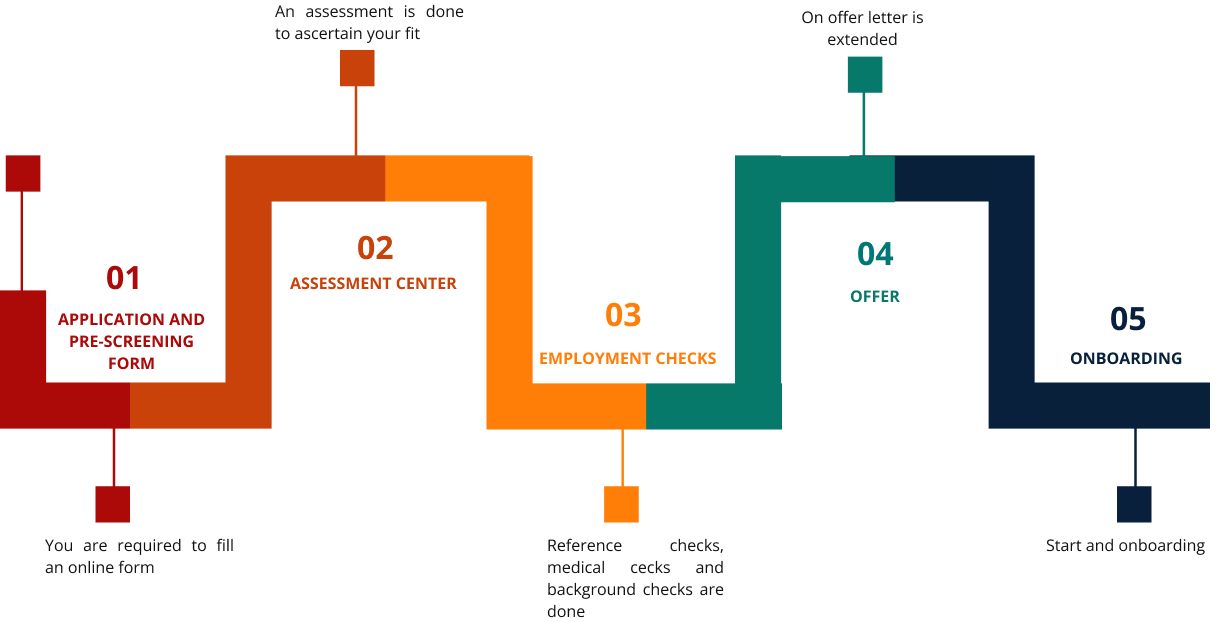 01
APPLICATION AND
PRE-SCREENING
FORM
You are required to fill
an online form
An assessment is done
to ascertain your fit
02
ASSESSMENT CENTER
03
EMPLOYMENT CHECKS
Reference checks,
medical cecks and
background checks are
done
On offer letter is
extended
04
OFFER
05
ONBOARDING
Start and onboarding